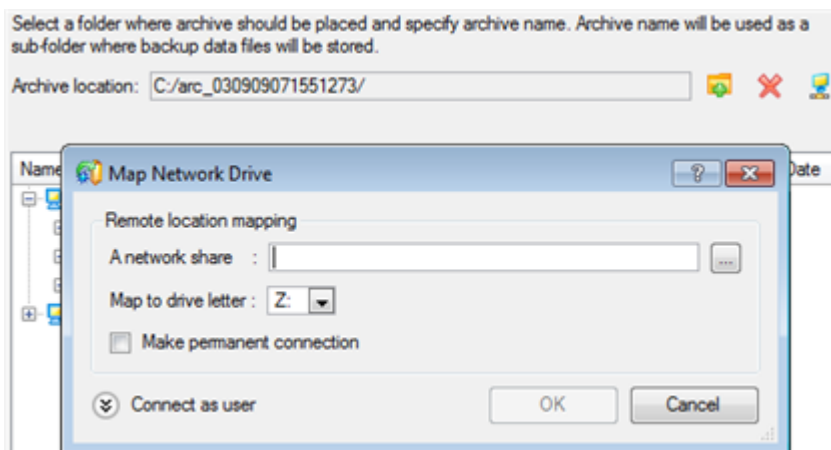 Select a folder where archive should be placed and specify archive name. Archive name will be used as a
sub-folder where backup data files will be stored.
Archive location: C:/arc_030909071551273/
Name Date
Map Network Drive
Remote location mapping
A network share :
...
Map to drive letter : Z:
Make permanent connection
Connect as user OK Cancel